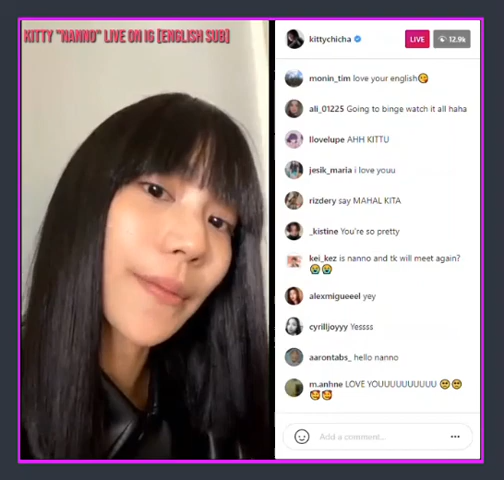 KITTY "NANNO" LIVE ON IG [ENGLISH SUB]
kittychicha LIVE 12.9k
monin_tim love your english😘
ali_01225 Going to binge watch it all haha
llovelupe AHH KITTU
jesik_maria i love youu
rizdery say MAHAL KITA
_kistine You're so pretty
kei_kez is nanno and tk will meet again?
😭😭
alexmigueeel yey
cyrilljoyyy Yessss
aarontabs_ hello nanno
m.anhne LOVE YOUUUUUUUUUU 🥺🥺
🥰🥰
Add a comment...